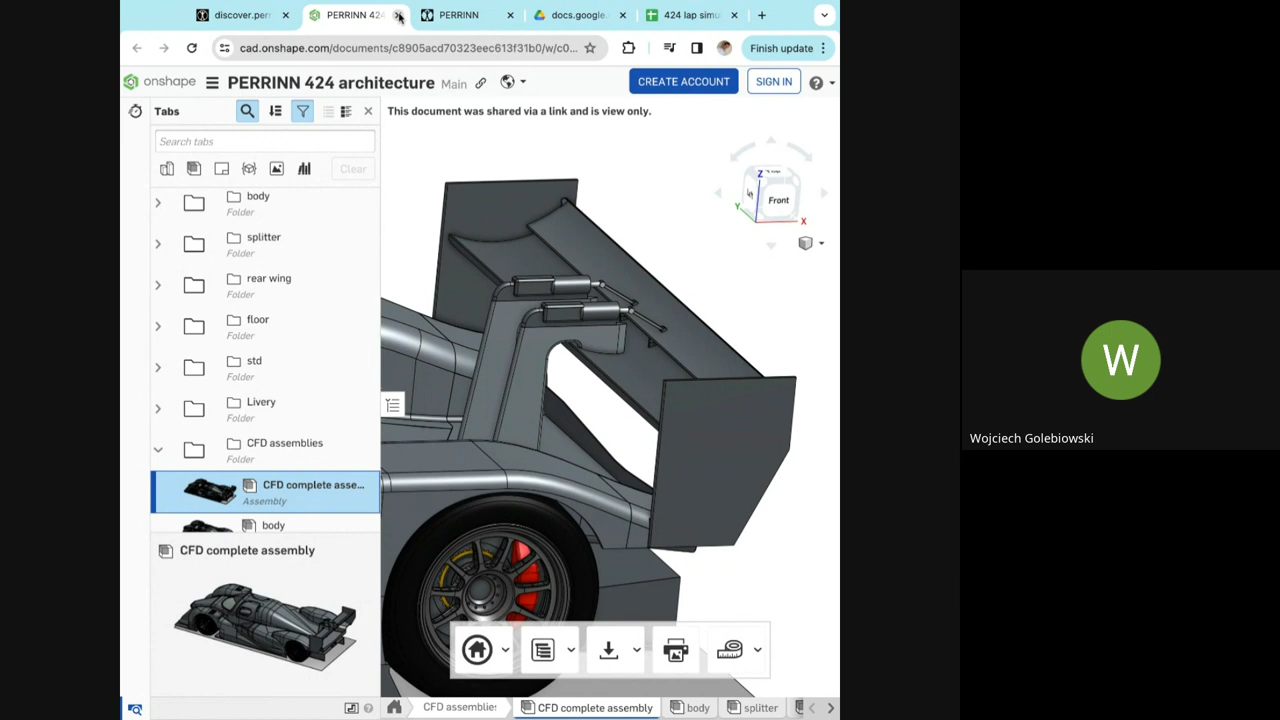 discover.perr
PERRINN 424
PERRINN
docs.google.
424 lap simu
cad.onshape.com/documents/c8905acd70323eec613f31b0/w/c0...
Finish update
onshape
PERRINN 424 architecture
Main
CREATE ACCOUNT
SIGN IN
Tabs
This document was shared via a link and is view only.
Search tabs
Clear
body
Folder
splitter
Folder
rear wing
Folder
floor
Folder
std
Folder
Livery
Folder
CFD assemblies
Folder
CFD complete asse...
Assembly
body
CFD complete assembly
Z
Front
Y
X
CFD assemblies
CFD complete assembly
body
splitter
W
Wojciech Golebiowski